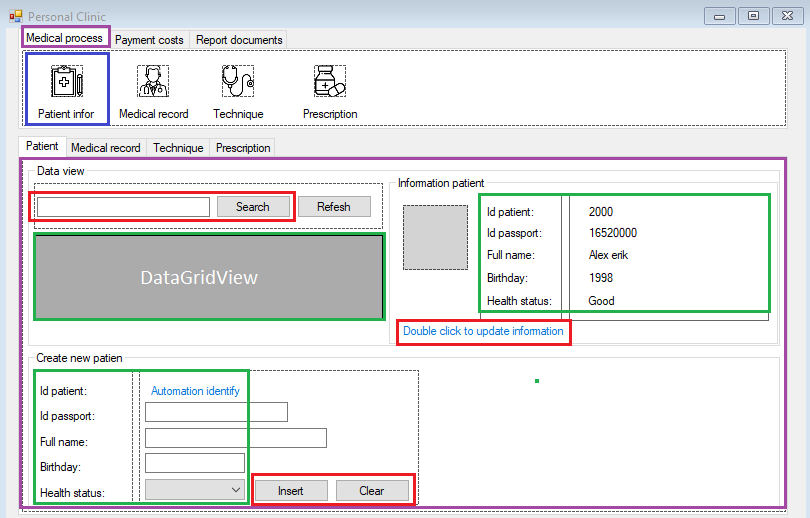 Personal Clinic
Medical process Payment costs Report documents
Patient infor Medical record Technique Prescription
Patient Medical record Technique Prescription
Data view
Search Refesh
DataGridView
Information patient
Id patient: 2000
Id passport: 16520000
Full name: Alex erik
Birthday: 1998
Health status: Good
Double click to update information
Create new patien
Id patient: Automation identify
Id passport:
Full name:
Birthday:
Health status:
Insert Clear